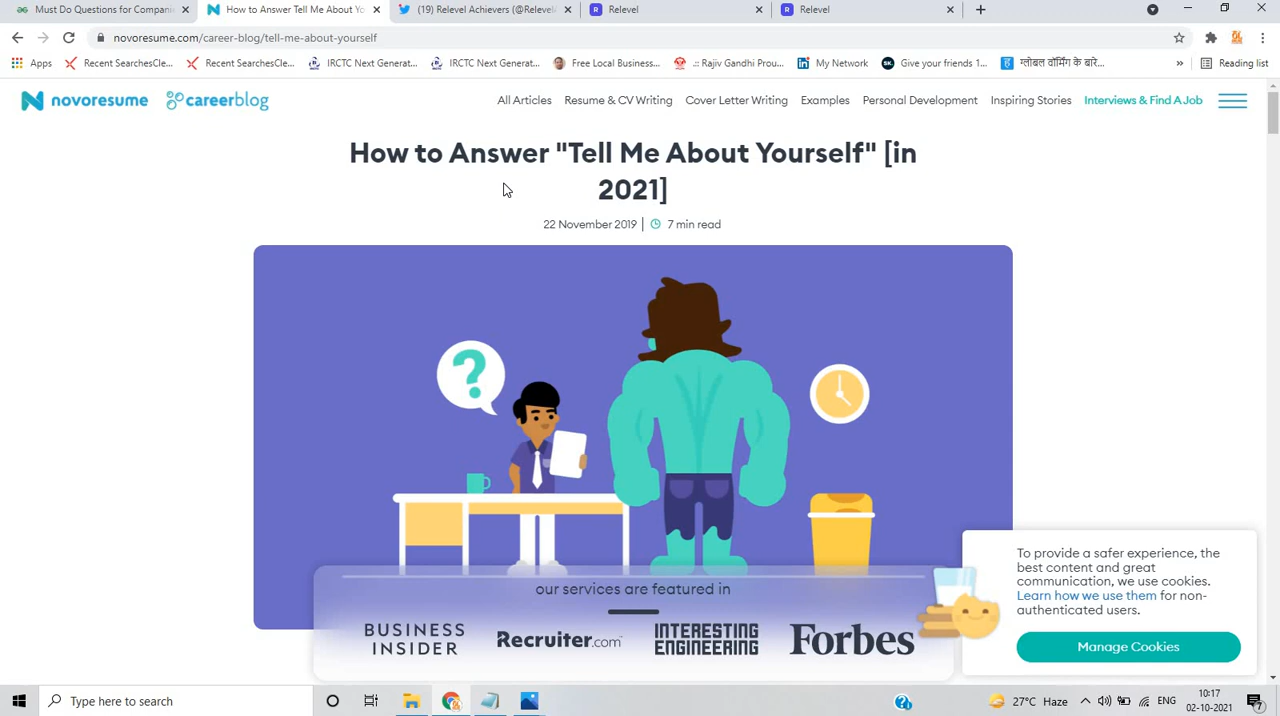 Must Do Questions for Companie
How to Answer Tell Me About Yo
(19) Relevel Achievers (@Relevel
Relevel
Relevel
novoresume.com/career-blog/tell-me-about-yourself
Apps
Recent SearchesCle...
Recent SearchesCle...
IRCTC Next Generat...
IRCTC Next Generat...
Free Local Business...
.:: Rajiv Gandhi Prou...
My Network
Give your friends 1...
ग्लोबल वॉर्मिंग के बारे...
»
Reading list
novoresume
careerblog
All Articles
Resume & CV Writing
Cover Letter Writing
Examples
Personal Development
Inspiring Stories
Interviews & Find A Job
How to Answer "Tell Me About Yourself" [in
2021]
22 November 2019
7 min read
?
our services are featured in
BUSINESS
INSIDER
Recruiter.com
INTERESTING
ENGINEERING
Forbes
To provide a safer experience, the
best content and great
communication, we use cookies.
Learn how we use them for non-
authenticated users.
Manage Cookies
Type here to search
27°C Haze
ENG
10:17
02-10-2021